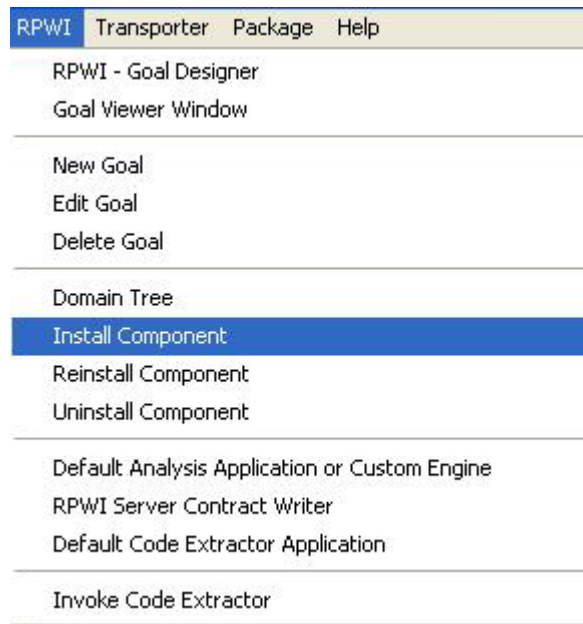 RPWI Transporter Package Help
RPWI - Goal Designer
Goal Viewer Window
New Goal
Edit Goal
Delete Goal
Domain Tree
Install Component
Reinstall Component
Uninstall Component
Default Analysis Application or Custom Engine
RPWI Server Contract Writer
Default Code Extractor Application
Invoke Code Extractor